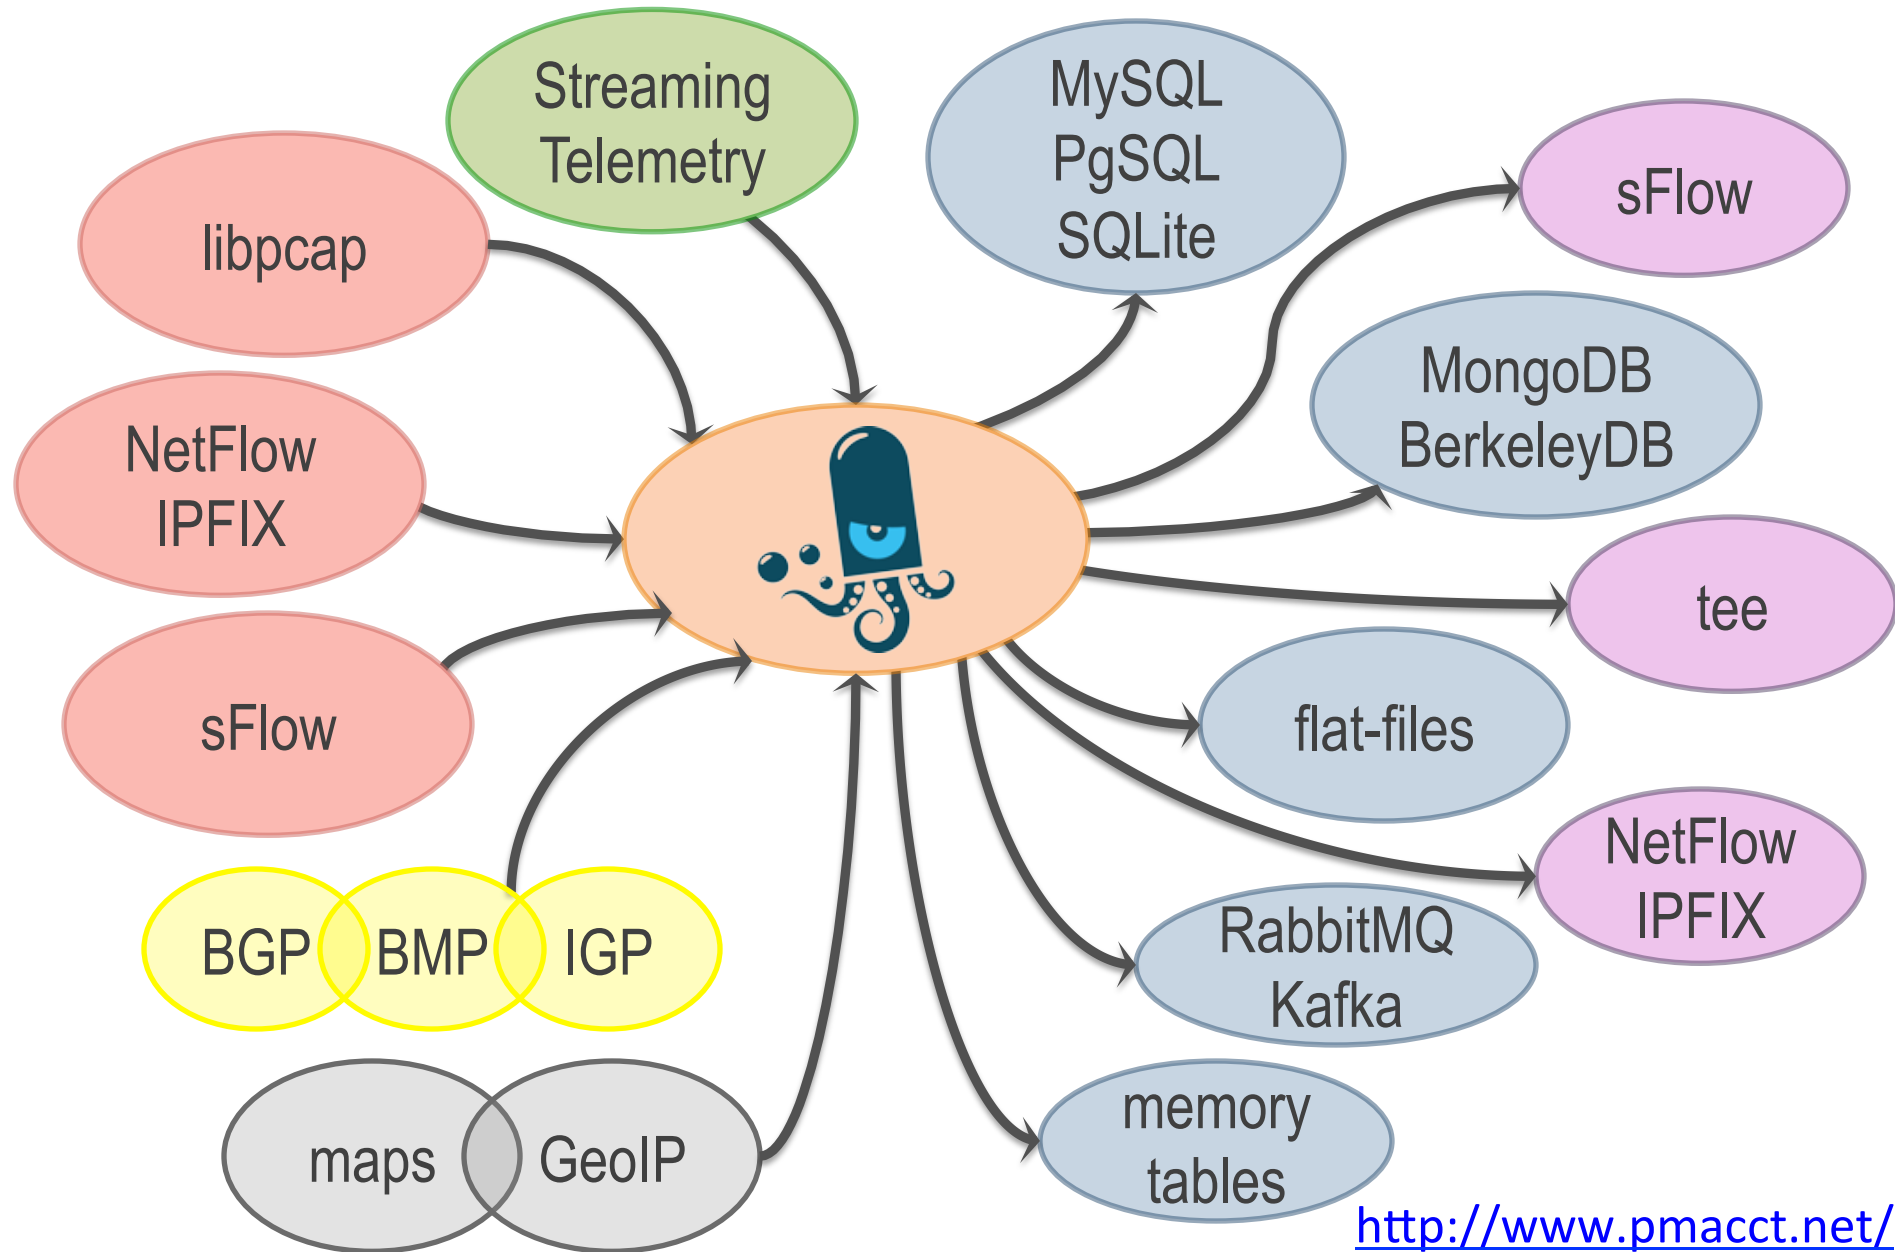 Streaming
Telemetry
MySQL
PgSQL
SQLite
sFlow
libpcap
MongoDB
BerkeleyDB
NetFlow
IPFIX
tee
sFlow
flat-files
NetFlow
IPFIX
BGP
BMP
IGP
RabbitMQ
Kafka
maps
GeoIP
memory
tables
http://www.pmacct.net/